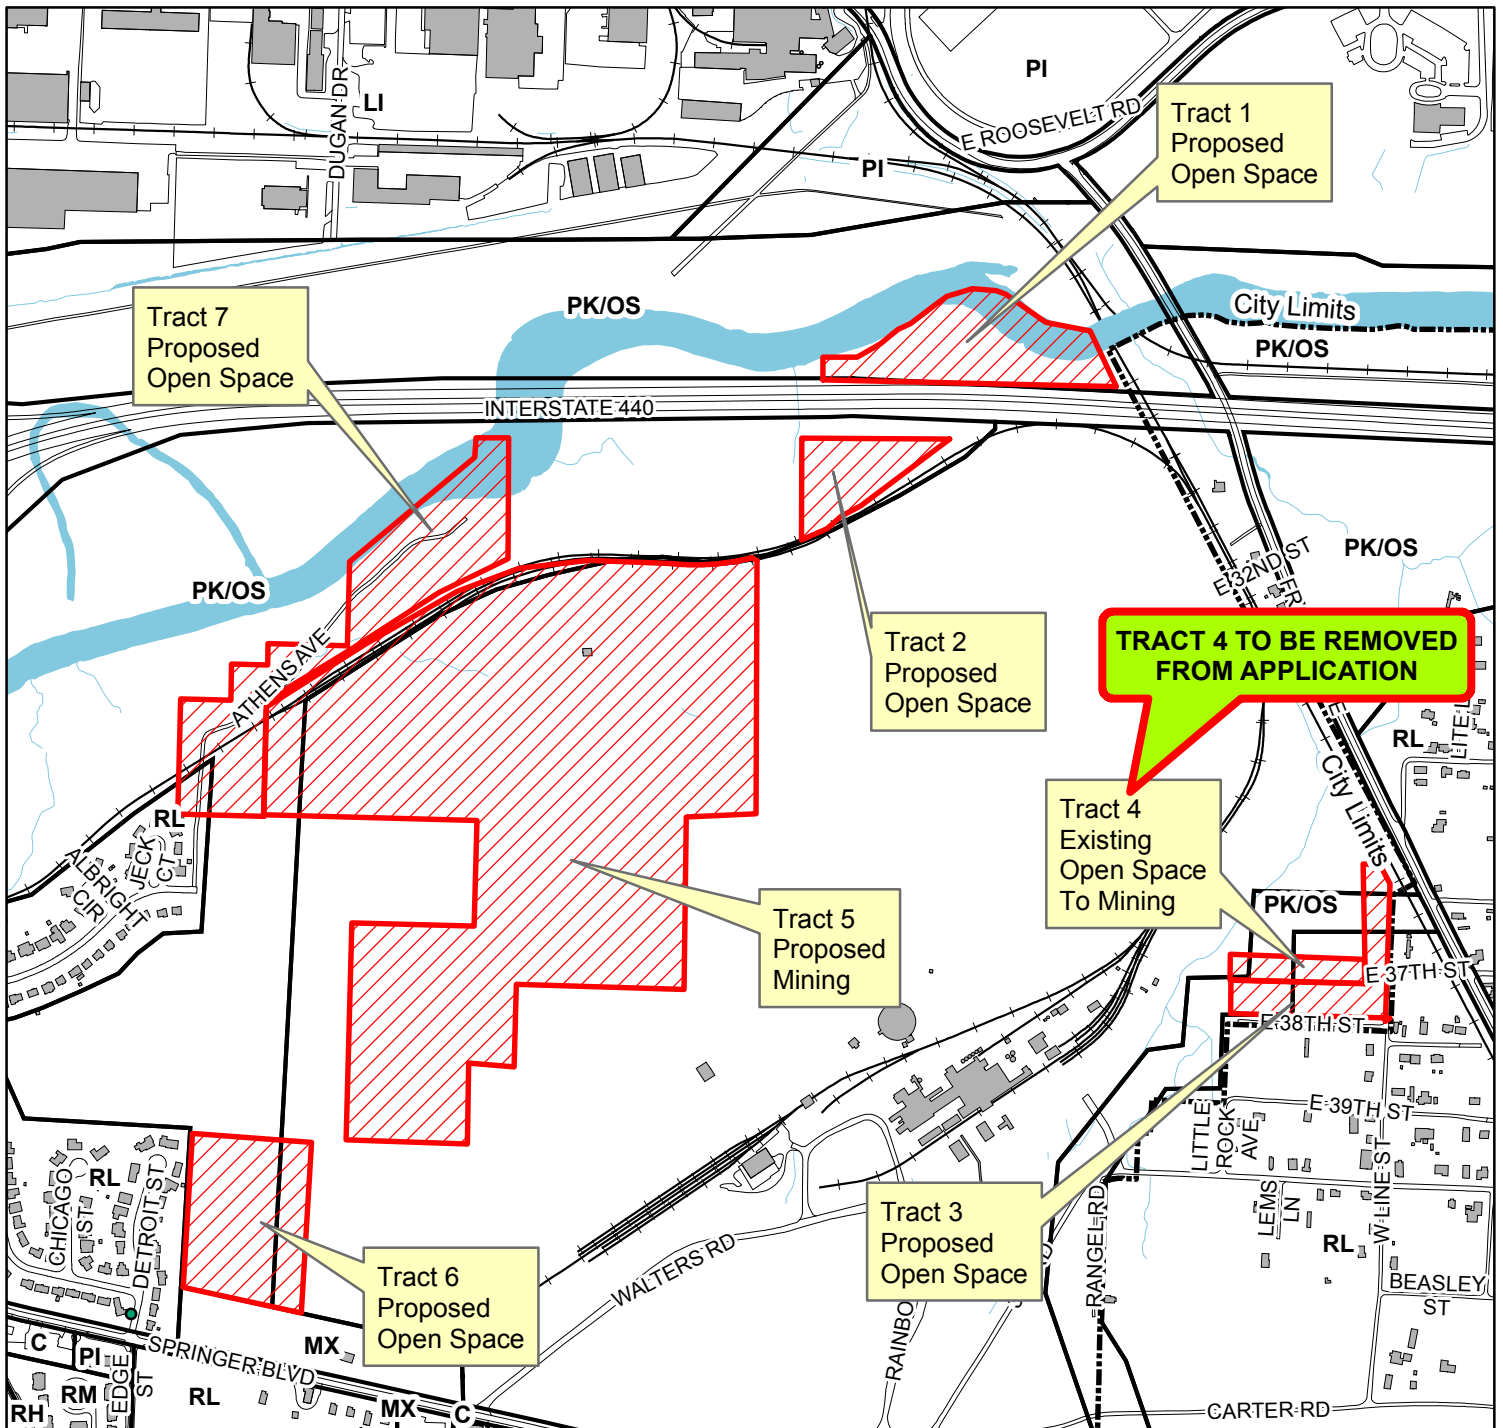 PI
LI
DUGAN DR
E ROOSEVELT RD
PI
Tract 1
Proposed
Open Space
Tract 7
Proposed
Open Space
PK/OS
City Limits
PK/OS
INTERSTATE 440
PK/OS
E 32ND ST
FR
PK/OS
Tract 2
Proposed
Open Space
TRACT 4 TO BE REMOVED
FROM APPLICATION
E
ATHENS AVE
RL
LITE L
City Limits
Tract 4
Existing
Open Space
To Mining
RL
JECK
CT
ALBRIGHT
CIR
PK/OS
Tract 5
Proposed
Mining
E 37TH ST
E 38TH ST
E 39TH ST
LITTLE
ROCK
AVE
W LINE ST
LEMS
LN
RL
CHICAGO
ST
RL
DETROIT ST
Tract 3
Proposed
Open Space
RANGEL RD
WALTERS RD
RAINBO
D
BEASLEY
ST
Tract 6
Proposed
Open Space
MX
SPRINGER BLVD
C
PI
EDGE
ST
RM
RL
RH
MX
C
CARTER RD